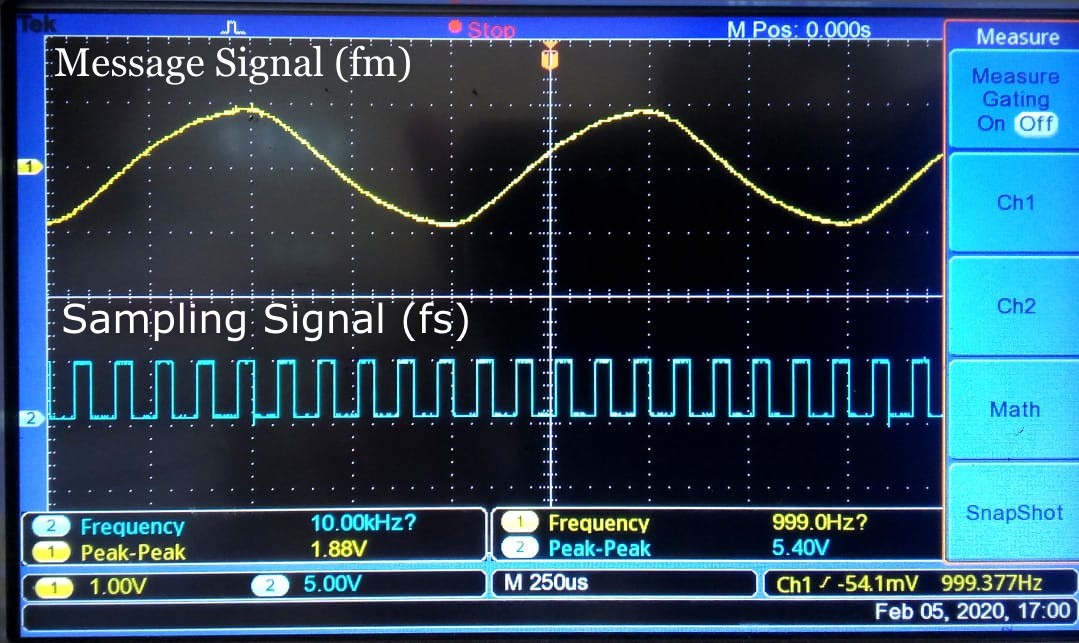 Tek Stop M Pos: 0.000s
Measure
Message Signal (fm)
Measure
Gating
On Off
1
Ch1
Ch2
Sampling Signal (fs)
2
Math
SnapShot
2 Frequency 10.00kHz? 1 Frequency 999.0Hz?
1 Peak-Peak 1.88V 2 Peak-Peak 5.40V
1 1.00V 2 5.00V M 250us Ch1 / -54.1mV 999.377Hz
Feb 05, 2020, 17:00